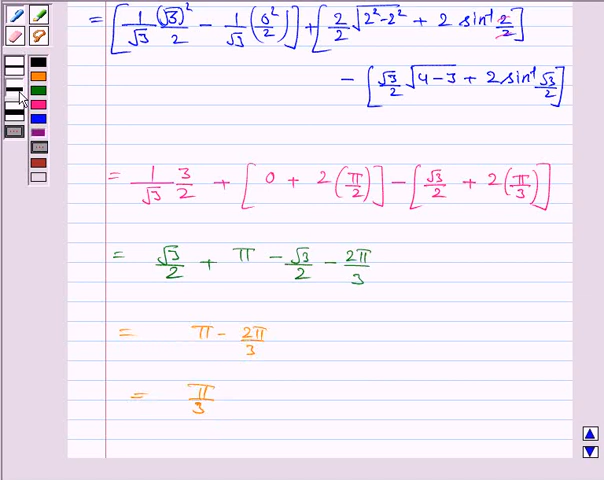 = [1/√3 (√3)²/2 − 1/√3 (0²/2)] + [2/2 √2²−2² + 2 sin⁻¹ 2/2]
− [√3/2 √4−3 + 2 sin⁻¹ √3/2]
= 1/√3 3/2 + [0 + 2(π/2)] − [√3/2 + 2(π/3)]
= √3/2 + π − √3/2 − 2π/3
= π − 2π/3
= π/3